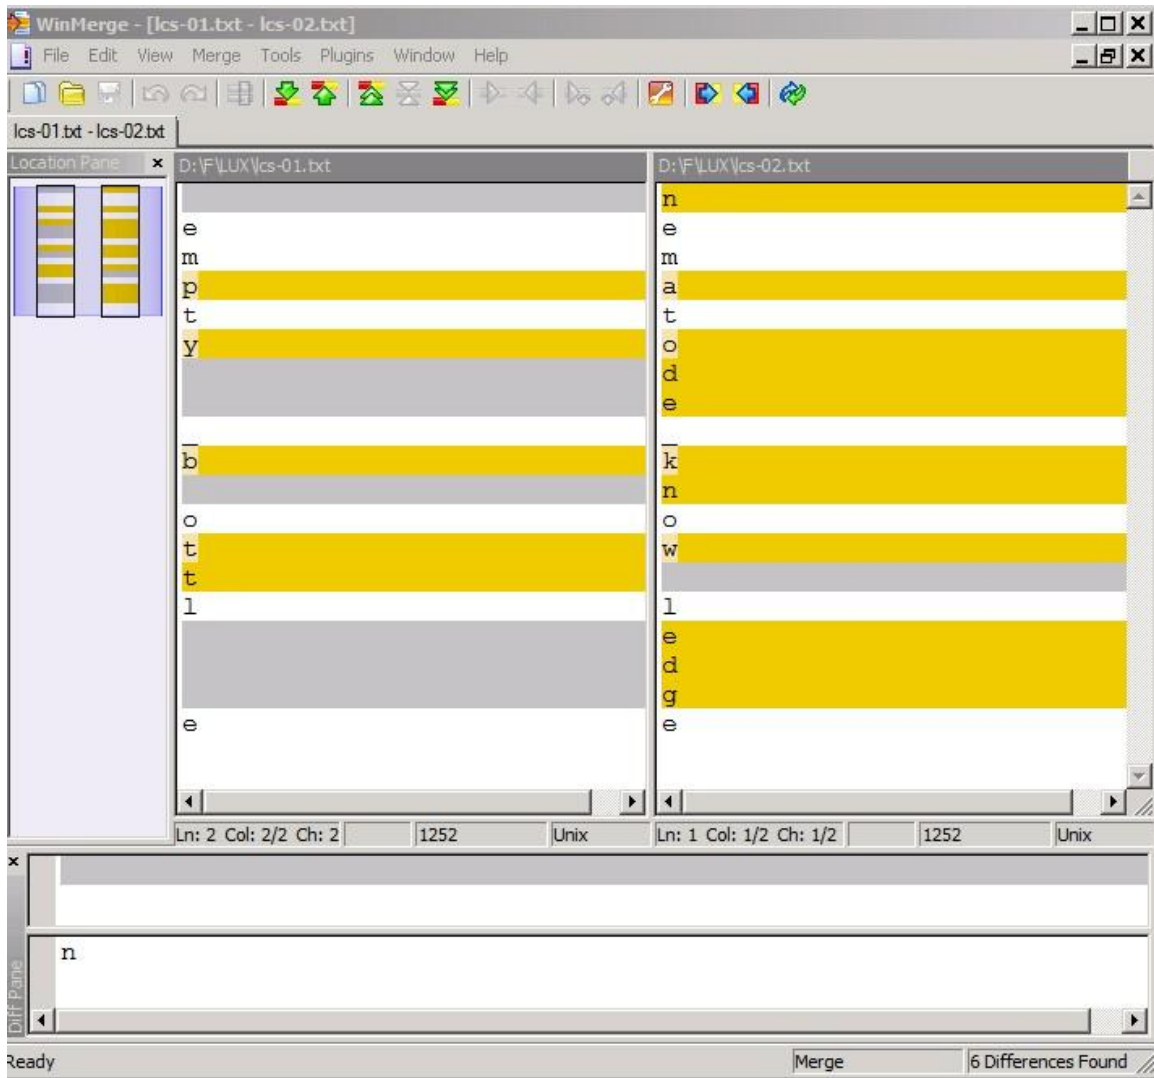 WinMerge - [lcs-01.txt - lcs-02.txt]
File Edit View Merge Tools Plugins Window Help
lcs-01.txt - lcs-02.txt
Location Pane
D:\F\LUX\lcs-01.txt
e
m
p
t
y
_
b
o
t
t
l
e
Ln: 2 Col: 2/2 Ch: 2 1252 Unix
D:\F\LUX\lcs-02.txt
n
e
m
a
t
o
d
e
_
k
n
o
w
l
e
d
g
e
Ln: 1 Col: 1/2 Ch: 1/2 1252 Unix
Diff Pane
n
Ready Merge 6 Differences Found